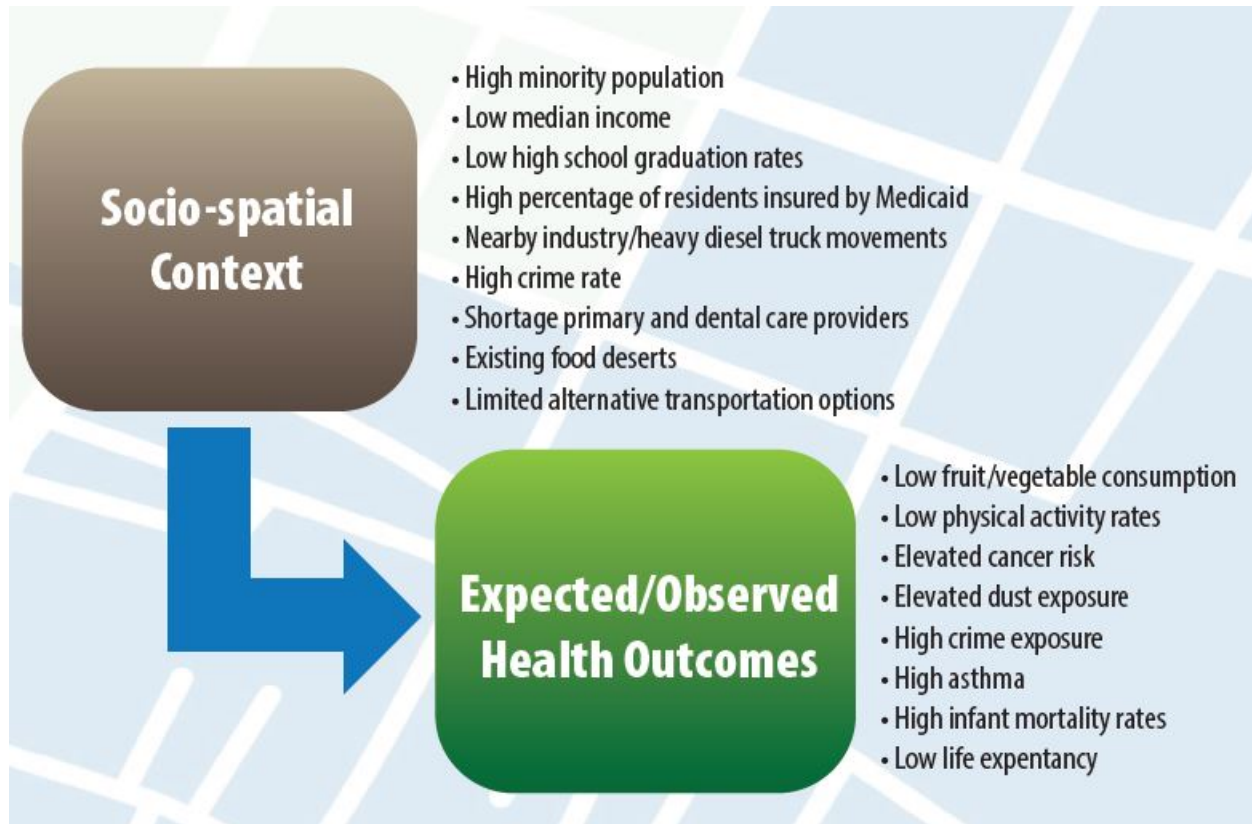 Socio-spatial
Context
• High minority population
• Low median income
• Low high school graduation rates
• High percentage of residents insured by Medicaid
• Nearby industry/heavy diesel truck movements
• High crime rate
• Shortage primary and dental care providers
• Existing food deserts
• Limited alternative transportation options
Expected/Observed
Health Outcomes
• Low fruit/vegetable consumption
• Low physical activity rates
• Elevated cancer risk
• Elevated dust exposure
• High crime exposure
• High asthma
• High infant mortality rates
• Low life expentancy